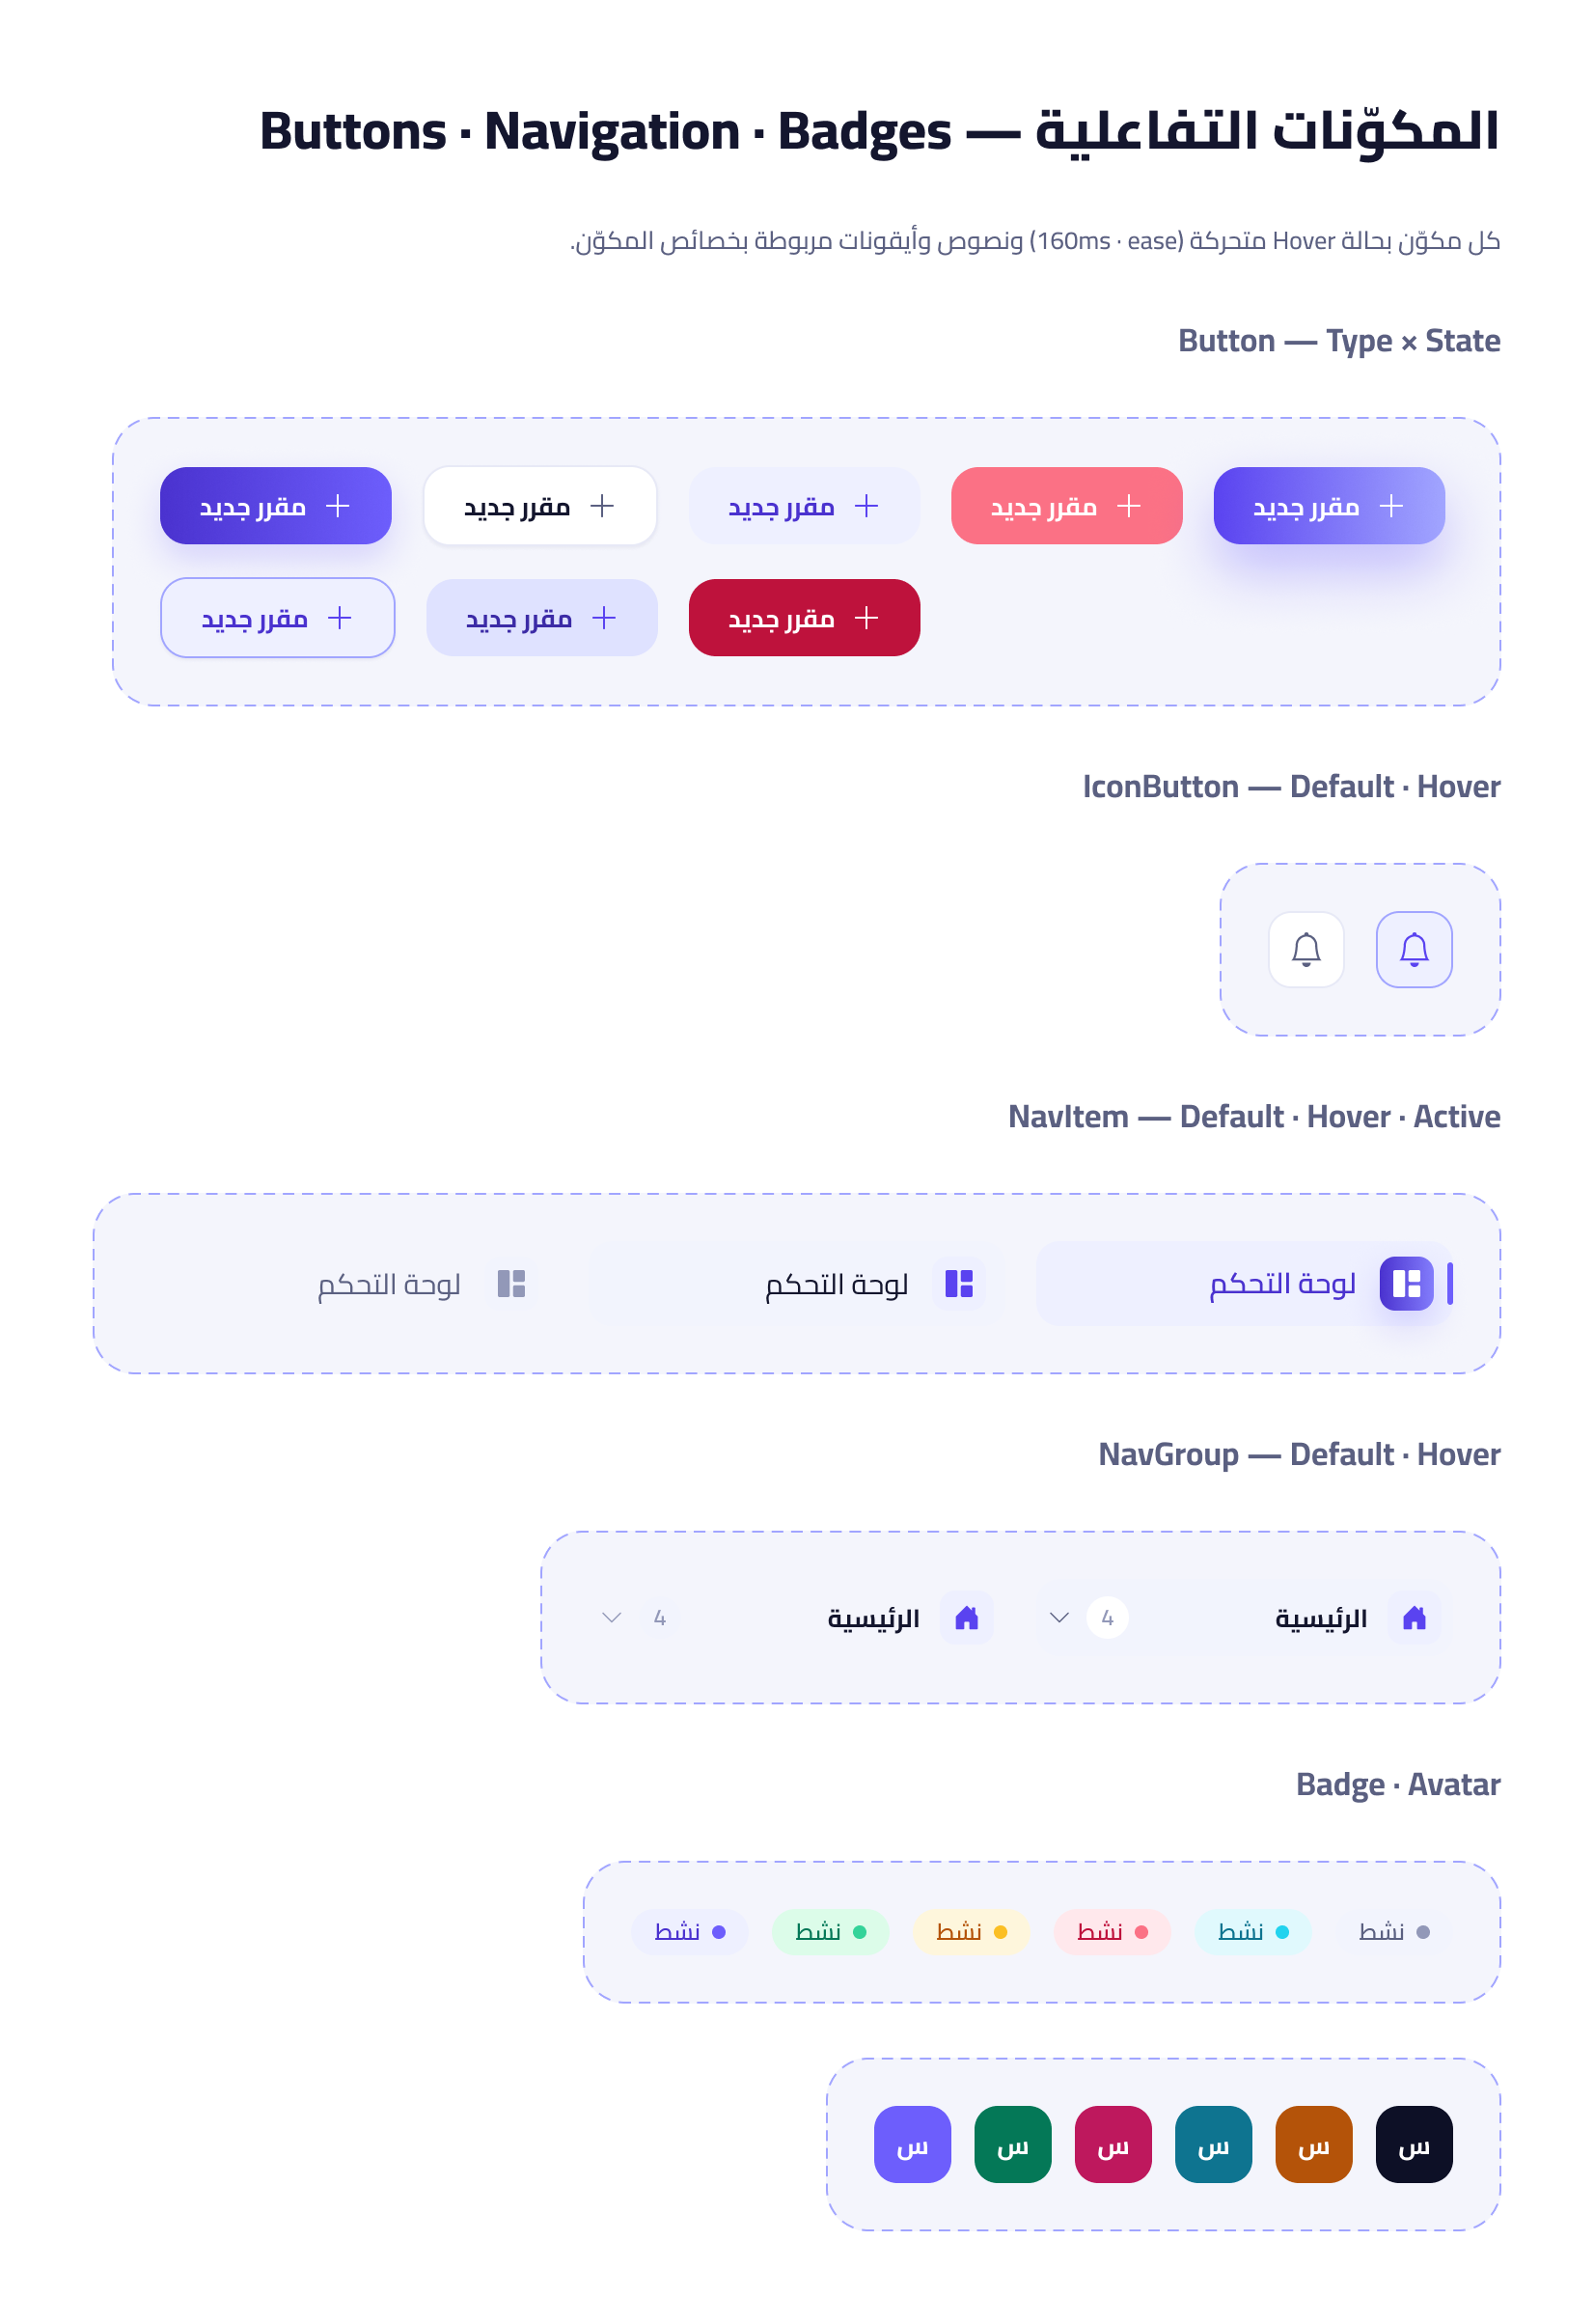 المكوّنات التفاعلية — Buttons · Navigation · Badges
كل مكوّن بحالة Hover متحركة (160ms · ease) ونصوص وأيقونات مربوطة بخصائص المكوّن.
Button — Type × State
مقرر جديد
مقرر جديد
مقرر جديد
مقرر جديد
مقرر جديد
مقرر جديد
مقرر جديد
مقرر جديد
IconButton — Default · Hover
NavItem — Default · Hover · Active
لوحة التحكم
لوحة التحكم
لوحة التحكم
NavGroup — Default · Hover
الرئيسية 4
الرئيسية 4
Badge · Avatar
نشط
نشط
نشط
نشط
نشط
نشط
س
س
س
س
س
س